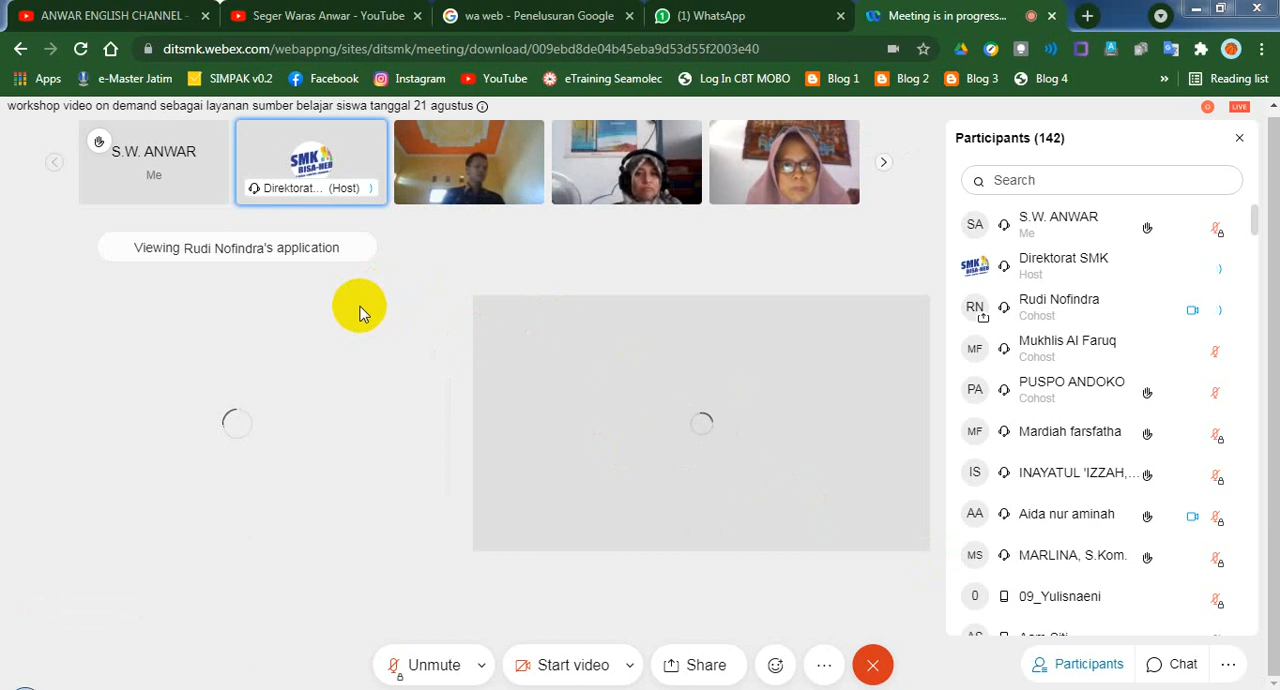 ANWAR ENGLISH CHANNEL -
Seger Waras Anwar - YouTube
wa web - Penelusuran Google
(1) WhatsApp
Meeting is in progress...
ditsmk.webex.com/webappng/sites/ditsmk/meeting/download/009ebd8de04b45eba9d53d55f2003e40
Apps
e-Master Jatim
SIMPAK v0.2
Facebook
Instagram
YouTube
eTraining Seamolec
Log In CBT MOBO
Blog 1
Blog 2
Blog 3
Blog 4
»
Reading list
workshop video on demand sebagai layanan sumber belajar siswa tanggal 21 agustus
LIVE
S.W. ANWAR
Me
SMK
BISA-HEB
Direktorat... (Host)
Viewing Rudi Nofindra's application
Participants (142)
Search
SA
S.W. ANWAR
Me
SMK
Direktorat SMK
Host
RN
Rudi Nofindra
Cohost
MF
Mukhlis Al Faruq
Cohost
PA
PUSPO ANDOKO
Cohost
MF
Mardiah farsfatha
IS
INAYATUL 'IZZAH,...
AA
Aida nur aminah
MS
MARLINA, S.Kom.
0
09_Yulisnaeni
Unmute
Start video
Share
Participants
Chat